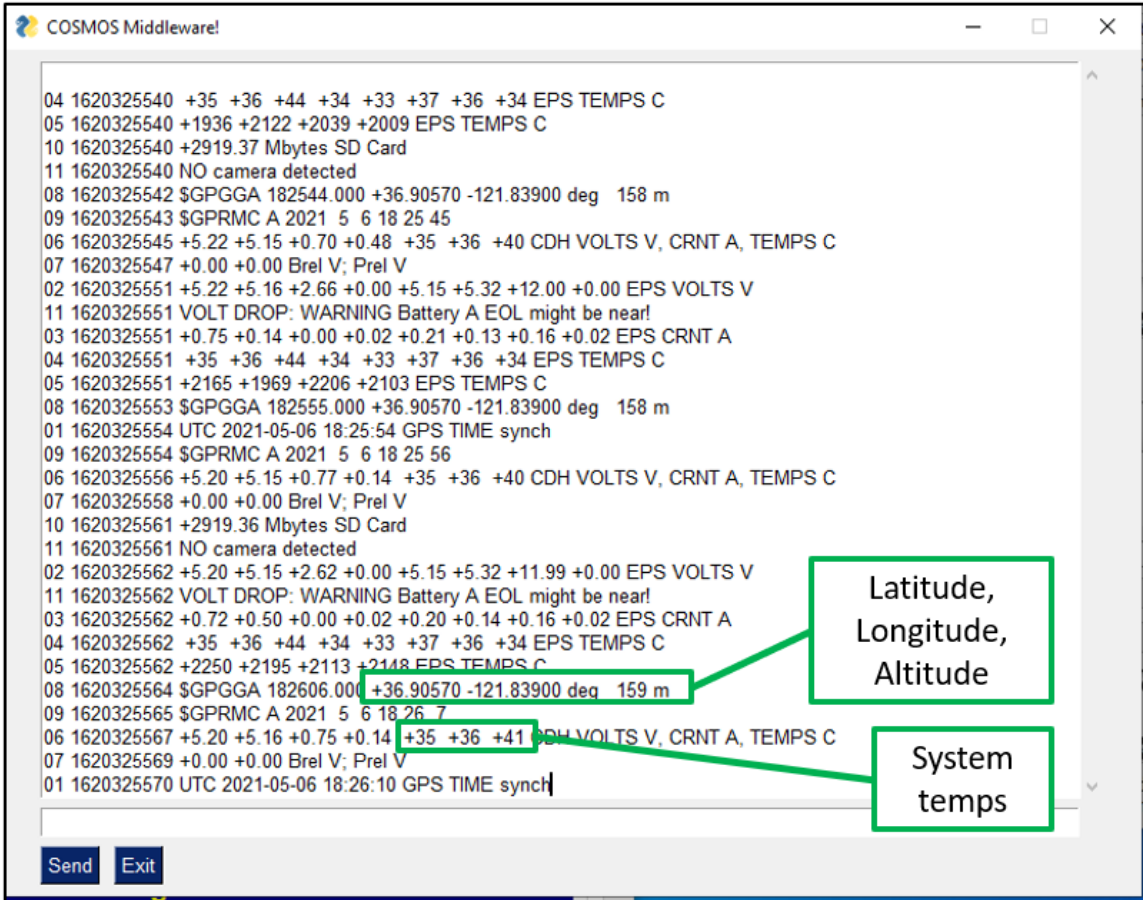 COSMOS Middleware!
04 1620325540 +35 +36 +44 +34 +33 +37 +36 +34 EPS TEMPS C
05 1620325540 +1936 +2122 +2039 +2009 EPS TEMPS C
10 1620325540 +2919.37 Mbytes SD Card
11 1620325540 NO camera detected
08 1620325542 $GPGGA 182544.000 +36.90570 -121.83900 deg 158 m
09 1620325543 $GPRMC A 2021 5 6 18 25 45
06 1620325545 +5.22 +5.15 +0.70 +0.48 +35 +36 +40 CDH VOLTS V, CRNT A, TEMPS C
07 1620325547 +0.00 +0.00 Brel V; Prel V
02 1620325551 +5.22 +5.16 +2.66 +0.00 +5.15 +5.32 +12.00 +0.00 EPS VOLTS V
11 1620325551 VOLT DROP: WARNING Battery A EOL might be near!
03 1620325551 +0.75 +0.14 +0.00 +0.02 +0.21 +0.13 +0.16 +0.02 EPS CRNT A
04 1620325551 +35 +36 +44 +34 +33 +37 +36 +34 EPS TEMPS C
05 1620325551 +2165 +1969 +2206 +2103 EPS TEMPS C
08 1620325553 $GPGGA 182555.000 +36.90570 -121.83900 deg 158 m
01 1620325554 UTC 2021-05-06 18:25:54 GPS TIME synch
09 1620325554 $GPRMC A 2021 5 6 18 25 56
06 1620325556 +5.20 +5.15 +0.77 +0.14 +35 +36 +40 CDH VOLTS V, CRNT A, TEMPS C
07 1620325558 +0.00 +0.00 Brel V; Prel V
10 1620325561 +2919.36 Mbytes SD Card
11 1620325561 NO camera detected
02 1620325562 +5.20 +5.15 +2.62 +0.00 +5.15 +5.32 +11.99 +0.00 EPS VOLTS V
11 1620325562 VOLT DROP: WARNING Battery A EOL might be near!
03 1620325562 +0.72 +0.50 +0.00 +0.02 +0.20 +0.14 +0.16 +0.02 EPS CRNT A
04 1620325562 +35 +36 +44 +34 +33 +37 +36 +34 EPS TEMPS C
05 1620325562 +2250 +2195 +2113 +2148 EPS TEMPS C
08 1620325564 $GPGGA 182606.000 +36.90570 -121.83900 deg 159 m
09 1620325565 $GPRMC A 2021 5 6 18 26 7
06 1620325567 +5.20 +5.16 +0.75 +0.14 +35 +36 +41 CDH VOLTS V, CRNT A, TEMPS C
07 1620325569 +0.00 +0.00 Brel V; Prel V
01 1620325570 UTC 2021-05-06 18:26:10 GPS TIME synch
Latitude,
Longitude,
Altitude
System
temps
Send Exit